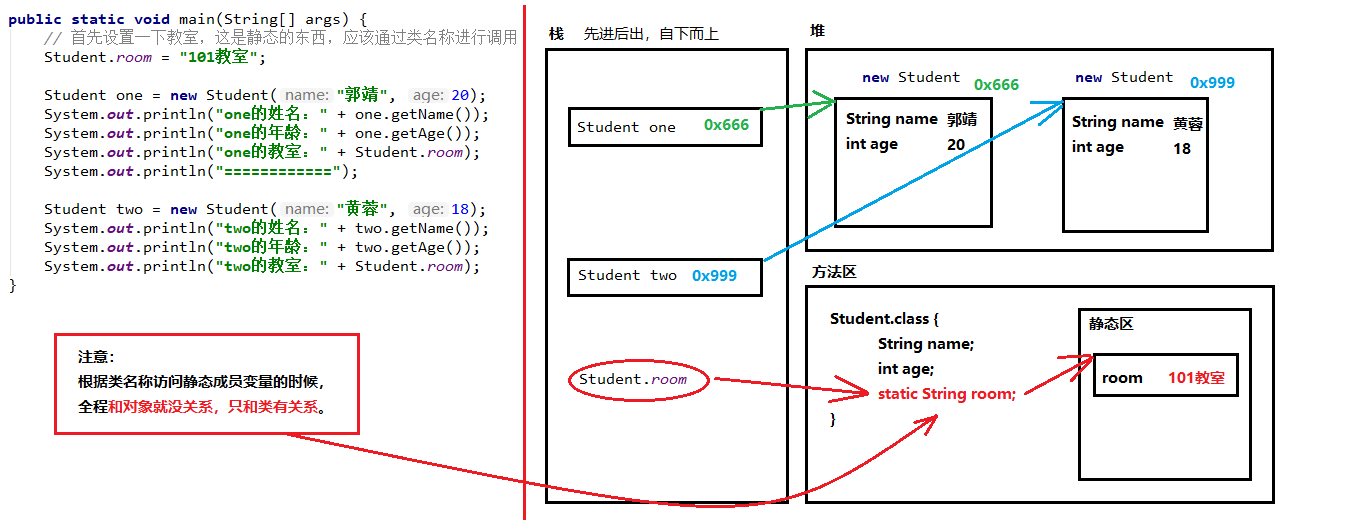 public static void main(String[] args) {
// 首先设置一下教室，这是静态的东西，应该通过类名称进行调用
Student.room = "101教室";
Student one = new Student( name: "郭靖", age: 20);
System.out.println("one的姓名：" + one.getName());
System.out.println("one的年龄：" + one.getAge());
System.out.println("one的教室：" + Student.room);
System.out.println("============");
Student two = new Student( name: "黄蓉", age: 18);
System.out.println("two的姓名：" + two.getName());
System.out.println("two的年龄：" + two.getAge());
System.out.println("two的教室：" + Student.room);
}
注意：
根据类名称访问静态成员变量的时候，
全程和对象就没关系，只和类有关系。
栈 先进后出，自下而上
Student one 0x666
Student two 0x999
Student.room
堆
new Student 0x666
String name 郭靖
int age 20
new Student 0x999
String name 黄蓉
int age 18
方法区
Student.class {
String name;
int age;
static String room;
}
静态区
room 101教室